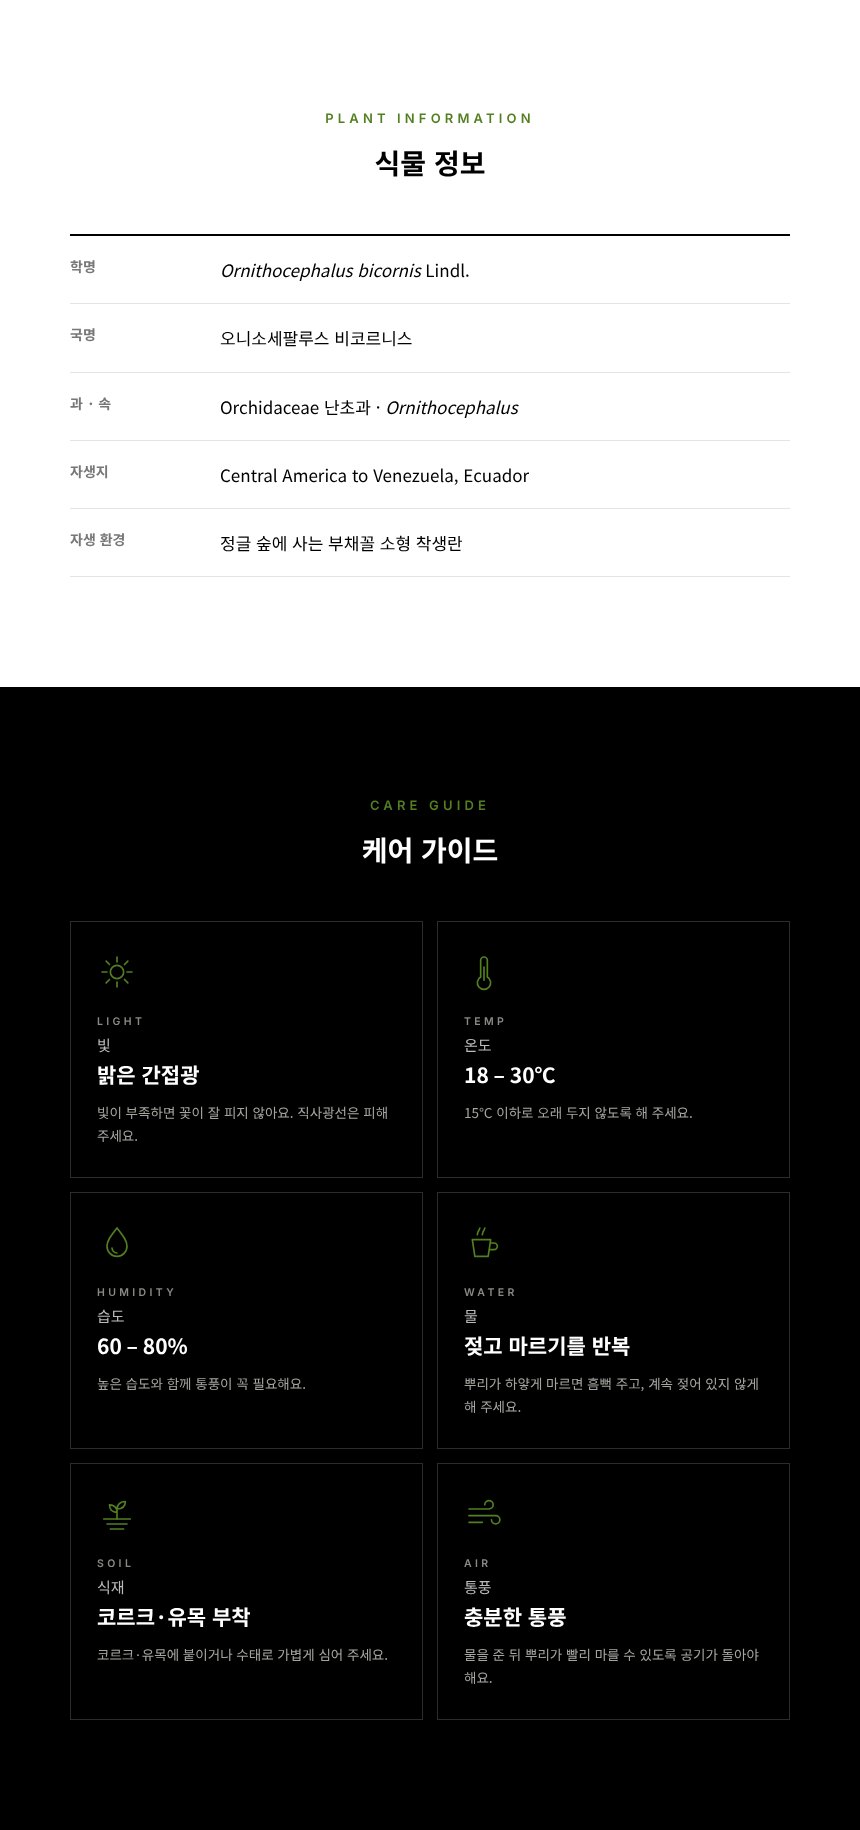 PLANT INFORMATION
식물 정보
학명
Ornithocephalus bicornis Lindl.
국명
오니소세팔루스 비코르니스
과 · 속
Orchidaceae 난초과 · Ornithocephalus
자생지
Central America to Venezuela, Ecuador
자생 환경
정글 숲에 사는 부채꼴 소형 착생란
CARE GUIDE
케어 가이드
LIGHT
빛
밝은 간접광
빛이 부족하면 꽃이 잘 피지 않아요. 직사광선은 피해
주세요.
TEMP
온도
18 – 30℃
15℃ 이하로 오래 두지 않도록 해 주세요.
HUMIDITY
습도
60 – 80%
높은 습도와 함께 통풍이 꼭 필요해요.
WATER
물
젖고 마르기를 반복
뿌리가 하얗게 마르면 흠뻑 주고, 계속 젖어 있지 않게
해 주세요.
SOIL
식재
코르크·유목 부착
코르크·유목에 붙이거나 수태로 가볍게 심어 주세요.
AIR
통풍
충분한 통풍
물을 준 뒤 뿌리가 빨리 마를 수 있도록 공기가 돌아야
해요.